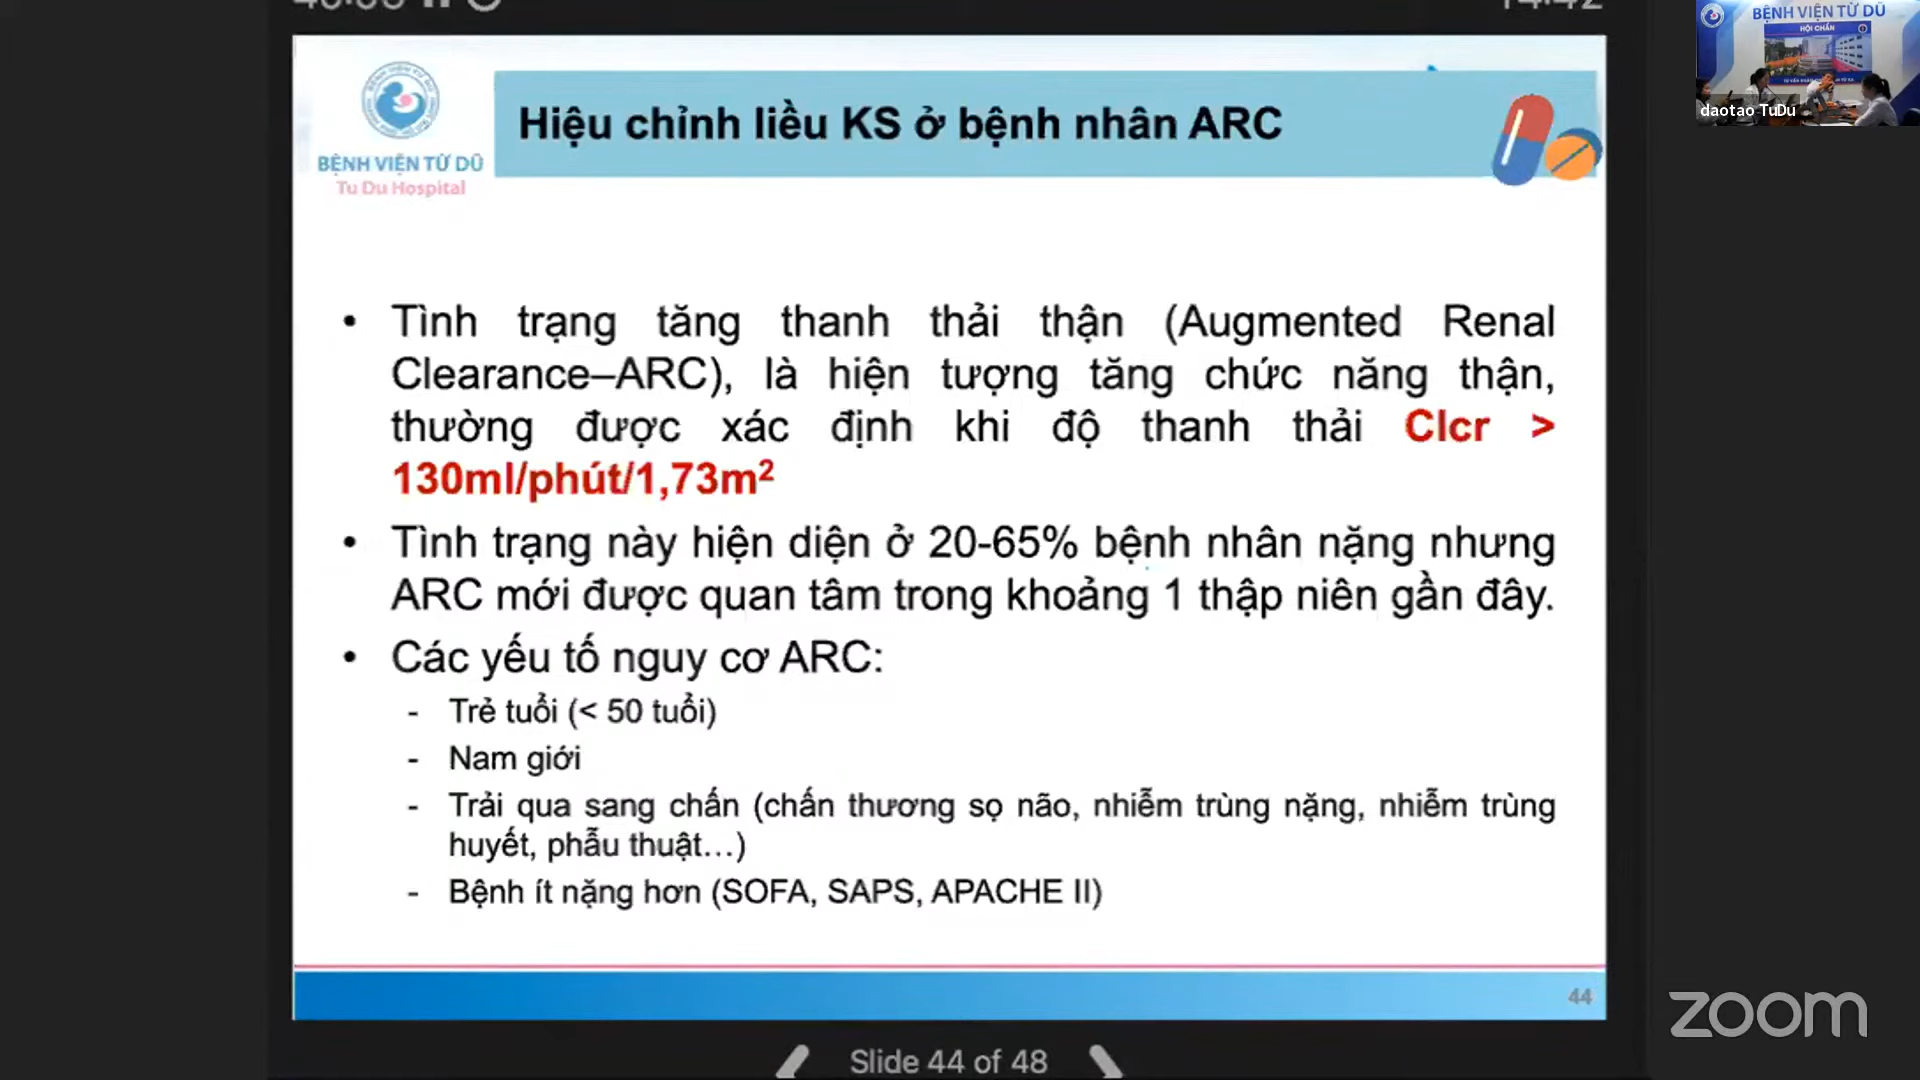 BỆNH VIỆN TỪ DŨ
HỘI CHẨN
daotao TuDu
Hiệu chỉnh liều KS ở bệnh nhân ARC
BỆNH VIỆN TỪ DŨ
Tu Du Hospital
• Tình trạng tăng thanh thải thận (Augmented Renal
Clearance–ARC), là hiện tượng tăng chức năng thận,
thường được xác định khi độ thanh thải Clcr >
130ml/phút/1,73m²
• Tình trạng này hiện diện ở 20-65% bệnh nhân nặng nhưng
ARC mới được quan tâm trong khoảng 1 thập niên gần đây.
• Các yếu tố nguy cơ ARC:
- Trẻ tuổi (< 50 tuổi)
- Nam giới
- Trải qua sang chấn (chấn thương sọ não, nhiễm trùng nặng, nhiễm trùng
huyết, phẫu thuật…)
- Bệnh ít nặng hơn (SOFA, SAPS, APACHE II)
44
Slide 44 of 48
zoom